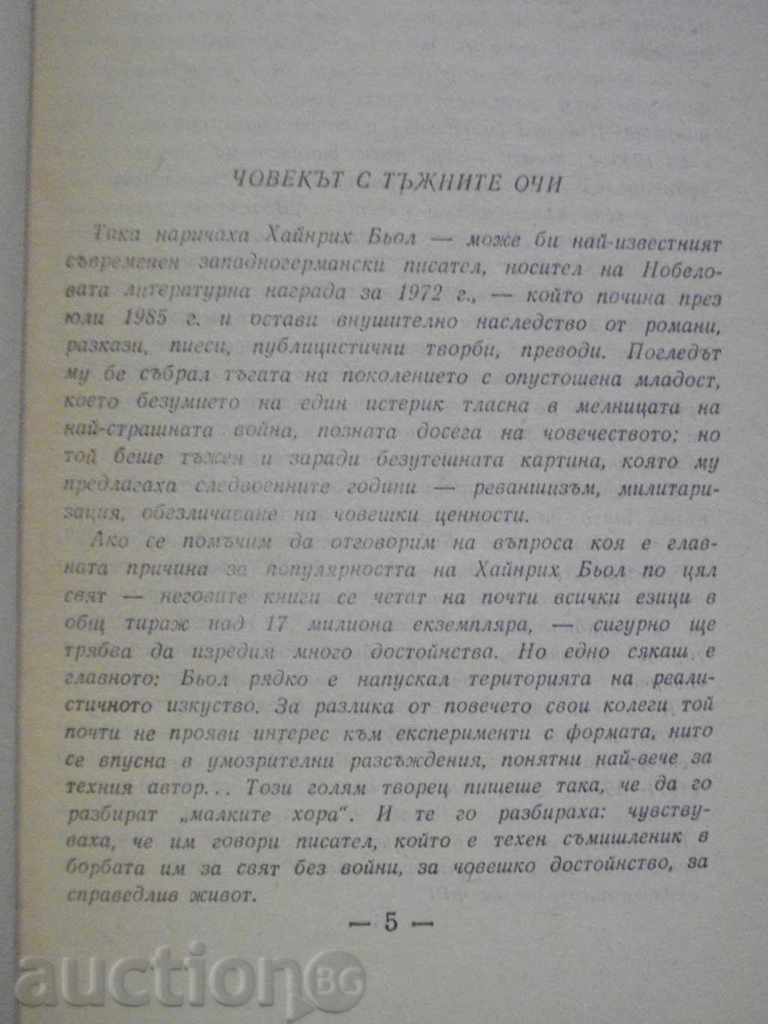 ЧОВЕКЪТ С ТЪЖНИТЕ ОЧИ
Така наричаха Хайнрих Бьол — може би най-известният
съвременен западногермански писател, носител на Нобело-
вата литературна награда за 1972 г., — който почина през
юли 1985 г. и остави внушително наследство от романи,
разкази, пиеси, публицистични творби, преводи. Погледът
му бе събрал тъгата на поколението с опустошена младост,
което безумието на един истерик тласна в мелницата на
най-страшната война, позната досега на човечеството; но
той беше тъжен и заради безутешната картина, която му
предлагаха следвоенните години — реваншизъм, милитари-
зация, обезличаване на човешки ценности.
Ако се помъчим да отговорим на въпроса коя е глав-
ната причина за популярността на Хайнрих Бьол по цял
свят — неговите книги се четат на почти всички езици в
общ тираж над 17 милиона екземпляра, — сигурно ще
трябва да изредим много достойнства. Но едно сякаш е
главното: Бьол рядко е напускал територията на реали-
стичното изкуство. За разлика от повечето свои колеги той
почти не прояви интерес към експерименти с формата, нито
се впусна в умозрителни разсъждения, понятни най-вече за
техния автор... Този голям творец пишеше така, че да го
разбират „малките хора“. И те го разбираха: чувству-
ваха, че им говори писател, който е техен съмишленик в
борбата им за свят без войни, за човешко достойнство, за
справедлив живот.
— 5 —
auction BG